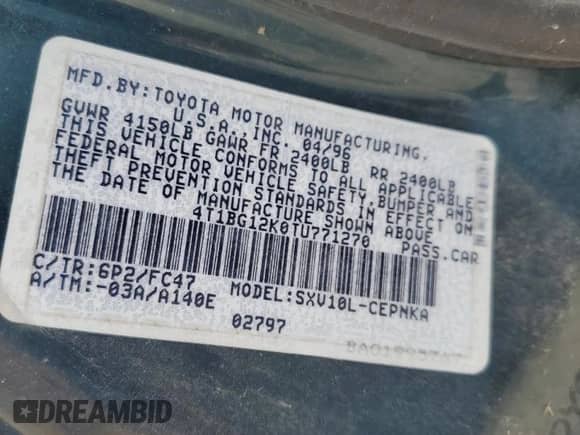 MFD.BY:TOYOTA MOTOR MANUFACTURING,
U.S.A.,INC. 04/96
GVWR 4150LB GAWR FR 2400LB RR 2400LB
THIS VEHICLE CONFORMS TO ALL APPLICABLE
FEDERAL MOTOR VEHICLE SAFETY,BUMPER,AND
THEFT PREVENTION STANDARDS IN EFFECT ON
THE DATE OF MANUFACTURE SHOWN ABOVE.
4T1BG12K0TU771270 PASS.CAR
C/TR:6P2/FC47 MODEL:SXV10L-CEPNKA
A/TM:-03A/A140E
02797
DREAMBID